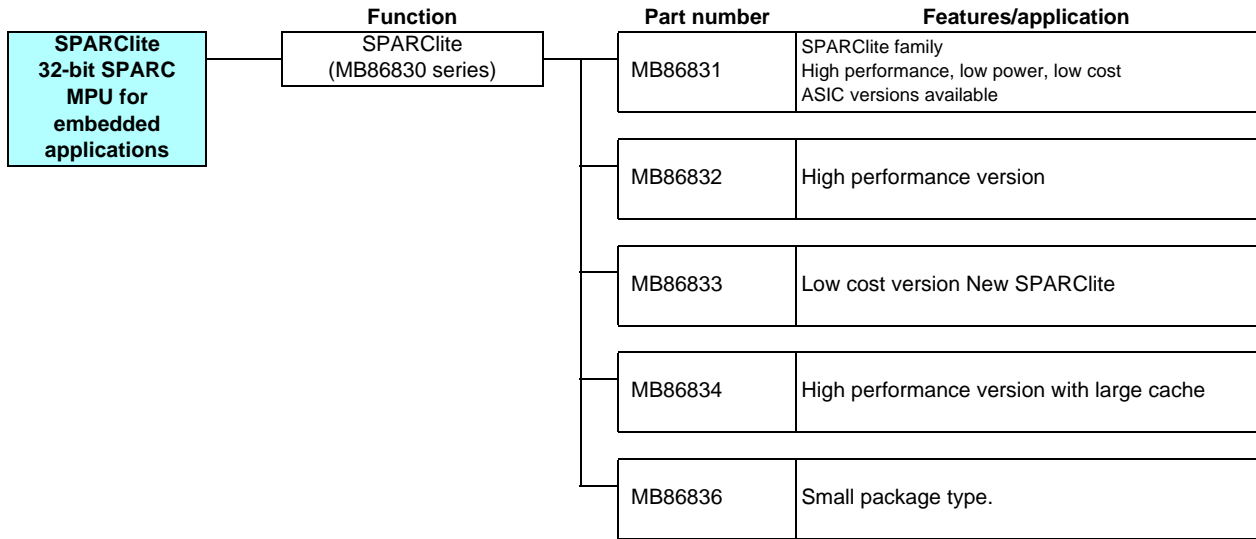 Function
Part number
Features/application
SPARClite
32-bit SPARC
MPU for
embedded
applications
SPARClite
(MB86830 series)
MB86831
SPARClite family
High performance, low power, low cost
ASIC versions available
MB86832
High performance version
MB86833
Low cost version New SPARClite
MB86834
High performance version with large cache
MB86836
Small package type.